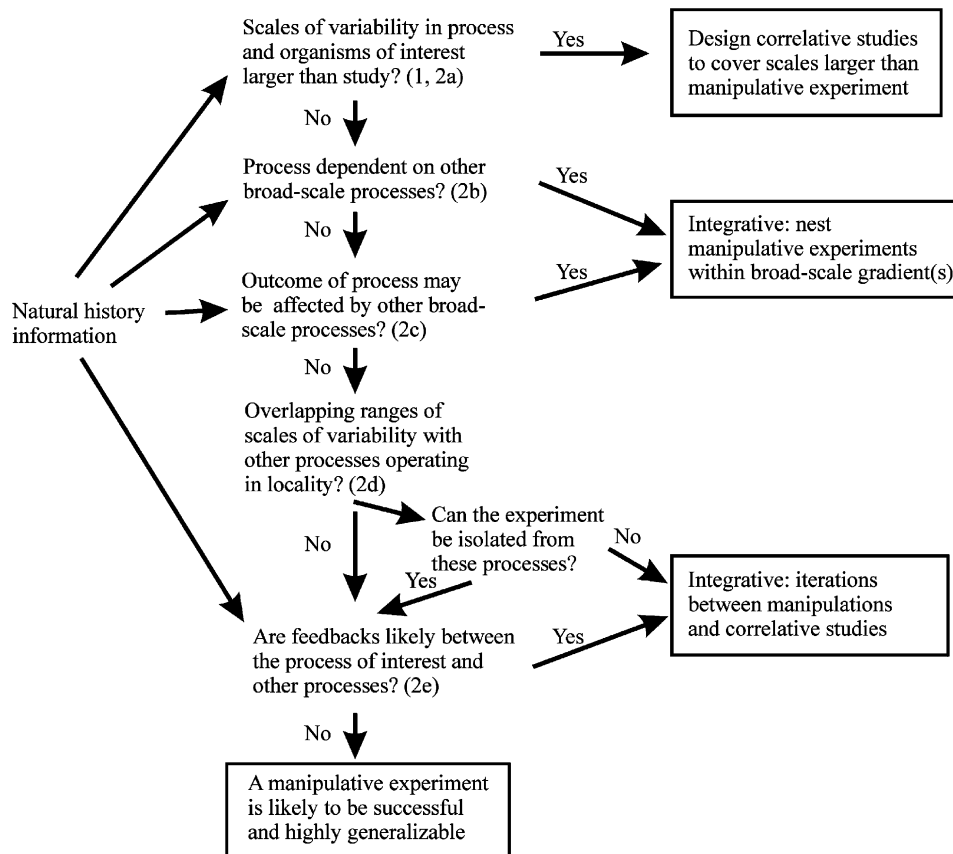 Scales of variability in process
and organisms of interest
larger than study? (1, 2a)
Yes
Design correlative studies
to cover scales larger than
manipulative experiment
No
Process dependent on other
broad-scale processes? (2b)
Yes
Integrative: nest
manipulative experiments
within broad-scale gradient(s)
No
Yes
Outcome of process may
be affected by other broad-
scale processes? (2c)
Natural history
information
No
Overlapping ranges of
scales of variability with
other processes operating
in locality? (2d)
Can the experiment
be isolated from
these processes?
No
No
Yes
Integrative: iterations
between manipulations
and correlative studies
Are feedbacks likely between
the process of interest and
other processes? (2e)
Yes
No
A manipulative experiment
is likely to be successful
and highly generalizable